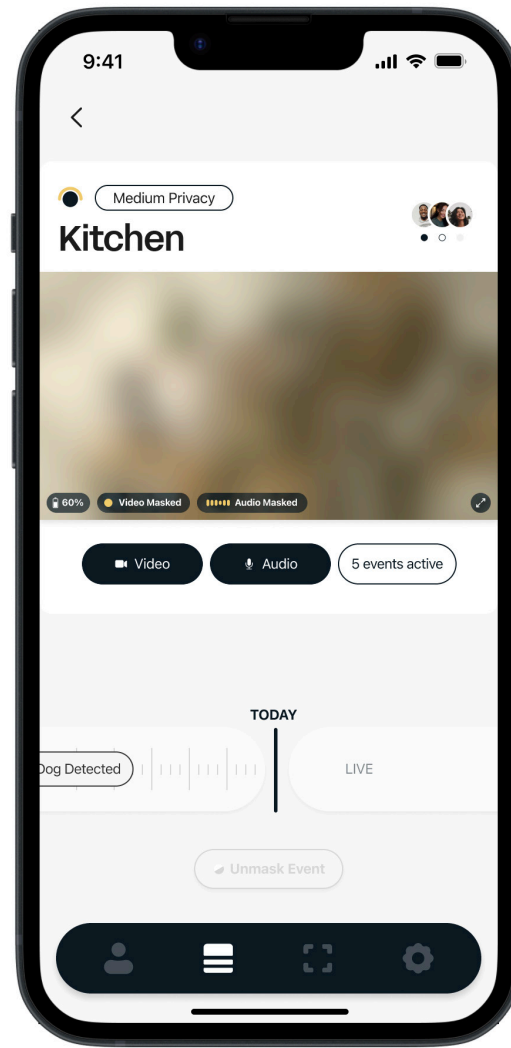 9:41
Medium Privacy
Kitchen
60%
Video Masked
Audio Masked
Video
Audio
5 events active
TODAY
Dog Detected
LIVE
Unmask Event